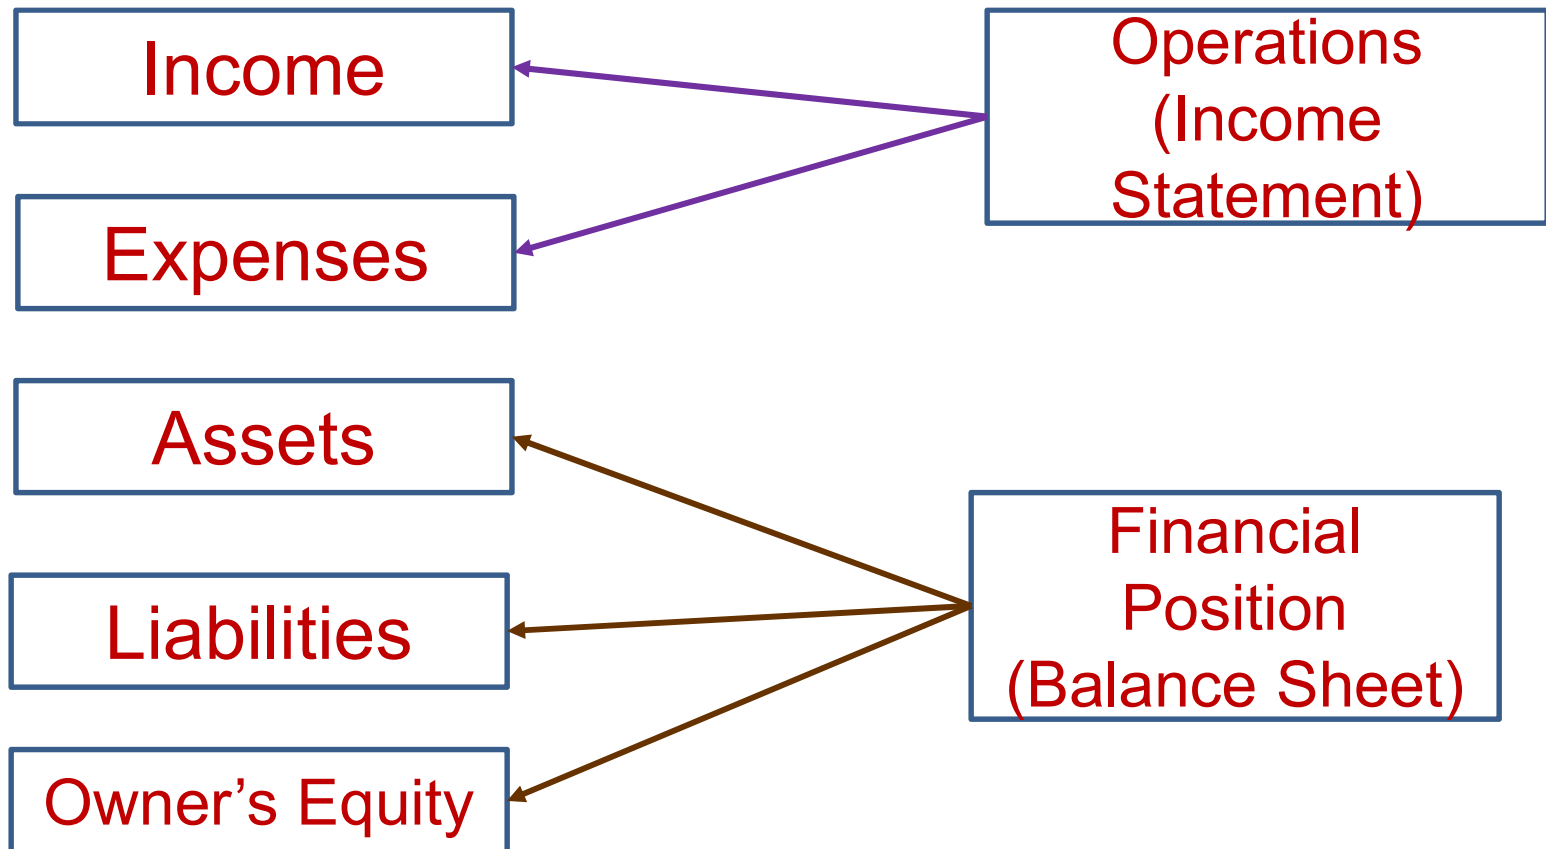 Income
Expenses
Assets
Liabilities
Owner’s Equity
Operations
(Income
Statement)
Financial
Position
(Balance Sheet)